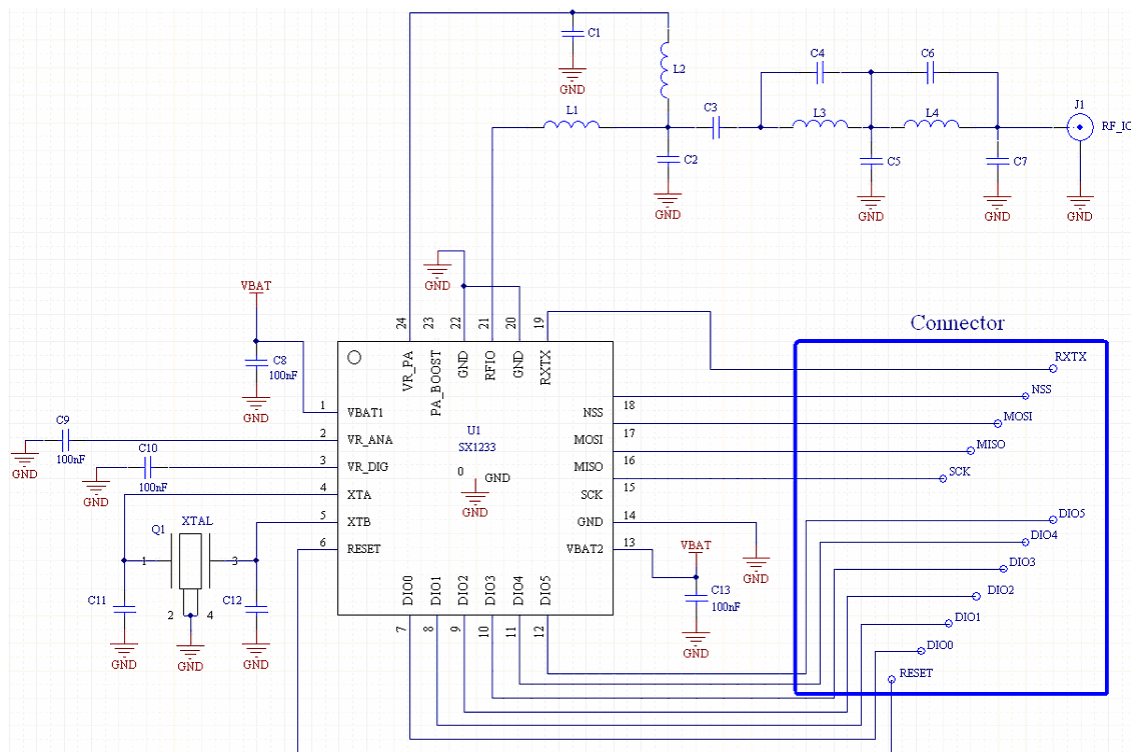 C1
GND
L2
L1
C2
GND
C3
C4
L3
C6
L4
C5
GND
C7
GND
J1
GND
VBAT
C8
100nF
GND
GND
24
23
22
21
20
19
VR_PA
PA_BOOST
GND
RFIO
GND
RXTX
Connector
RXTX
NSS
MOSI
MISO
SCK
DIO5
DIO4
DIO3
DIO2
DIO1
DIO0
RESET
1
VBAT1
2
VR_ANA
3
VR_DIG
4
XTA
5
XTB
6
RESET
U1
SX1233
0
GND
GND
NSS
18
MOSI
17
MISO
16
SCK
15
GND
14
VBAT2
13
DIO0
DIO1
DIO2
DIO3
DIO4
DIO5
7
8
9
10
11
12
C9
100nF
GND
C10
100nF
GND
Q1
XTAL
1
3
2
4
C11
GND
GND
C12
GND
VBAT
C13
100nF
GND
GND